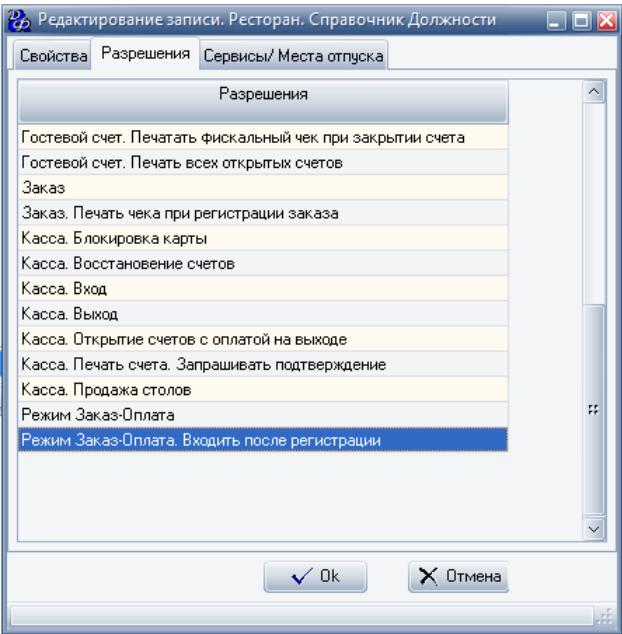 Редактирование записи. Ресторан. Справочник Должности
Свойства Разрешения Сервисы/ Места отпуска
Разрешения
Гостевой счет. Печатать фискальный чек при закрытии счета
Гостевой счет. Печать всех открытых счетов
Заказ
Заказ. Печать чека при регистрации заказа
Касса. Блокировка карты
Касса. Восстановение счетов
Касса. Вход
Касса. Выход
Касса. Открытие счетов с оплатой на выходе
Касса. Печать счета. Запрашивать подтверждение
Касса. Продажа столов
Режим Заказ-Оплата
Режим Заказ-Оплата. Входить после регистрации
Ok Отмена